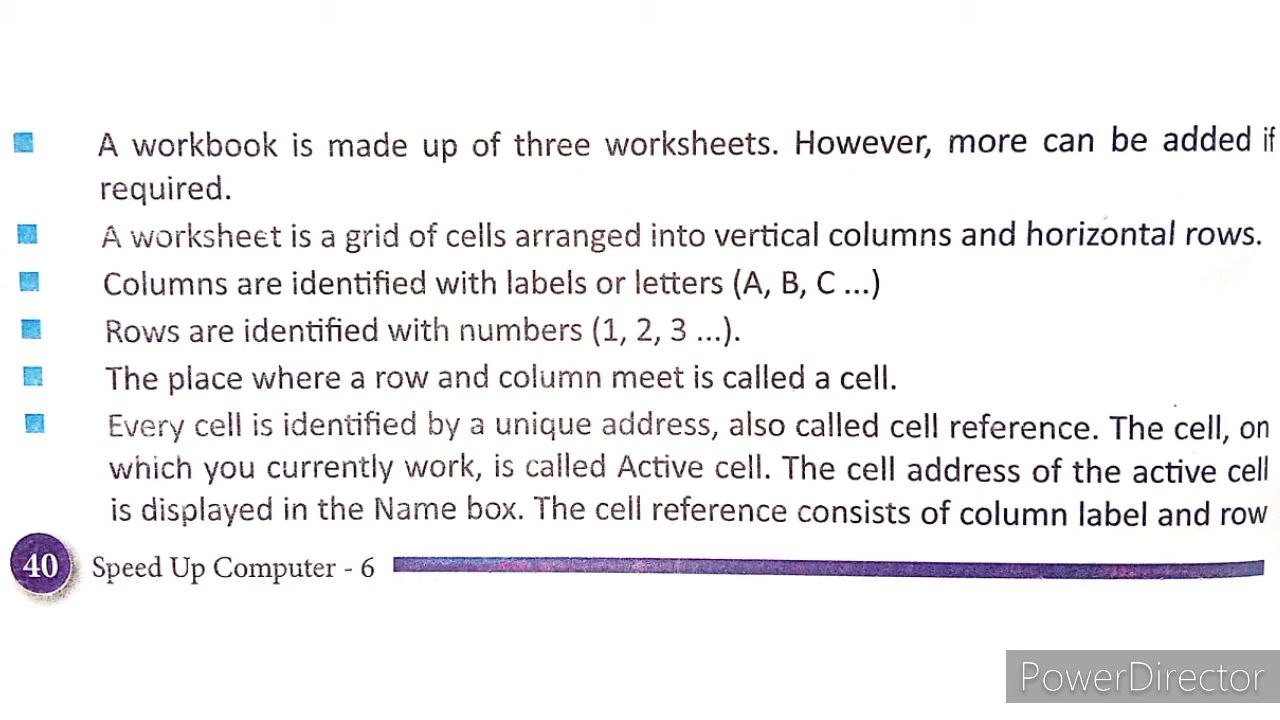 A workbook is made up of three worksheets. However, more can be added if
required.
A worksheet is a grid of cells arranged into vertical columns and horizontal rows.
Columns are identified with labels or letters (A, B, C ...)
Rows are identified with numbers (1, 2, 3 ...).
The place where a row and column meet is called a cell.
Every cell is identified by a unique address, also called cell reference. The cell, on
which you currently work, is called Active cell. The cell address of the active cell
is displayed in the Name box. The cell reference consists of column label and row
40 Speed Up Computer - 6
PowerDirector